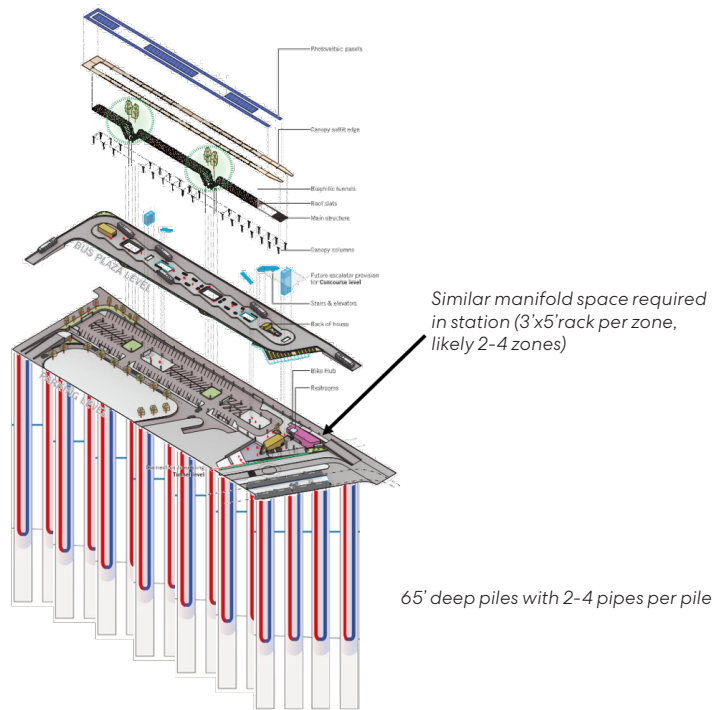 Photovoltaic panels
Canopy soffit edge
Biophilic tunnels
Roof slats
Main structure
Canopy columns
BUS PLAZA LEVEL
Future escalator provision
for Concourse level
Stairs & elevators
Back of house
Similar manifold space required
in station (3'x5'rack per zone,
likely 2-4 zones)
Bike Hub
Restrooms
PARKING LEVEL
Tunnel level
65' deep piles with 2-4 pipes per pile